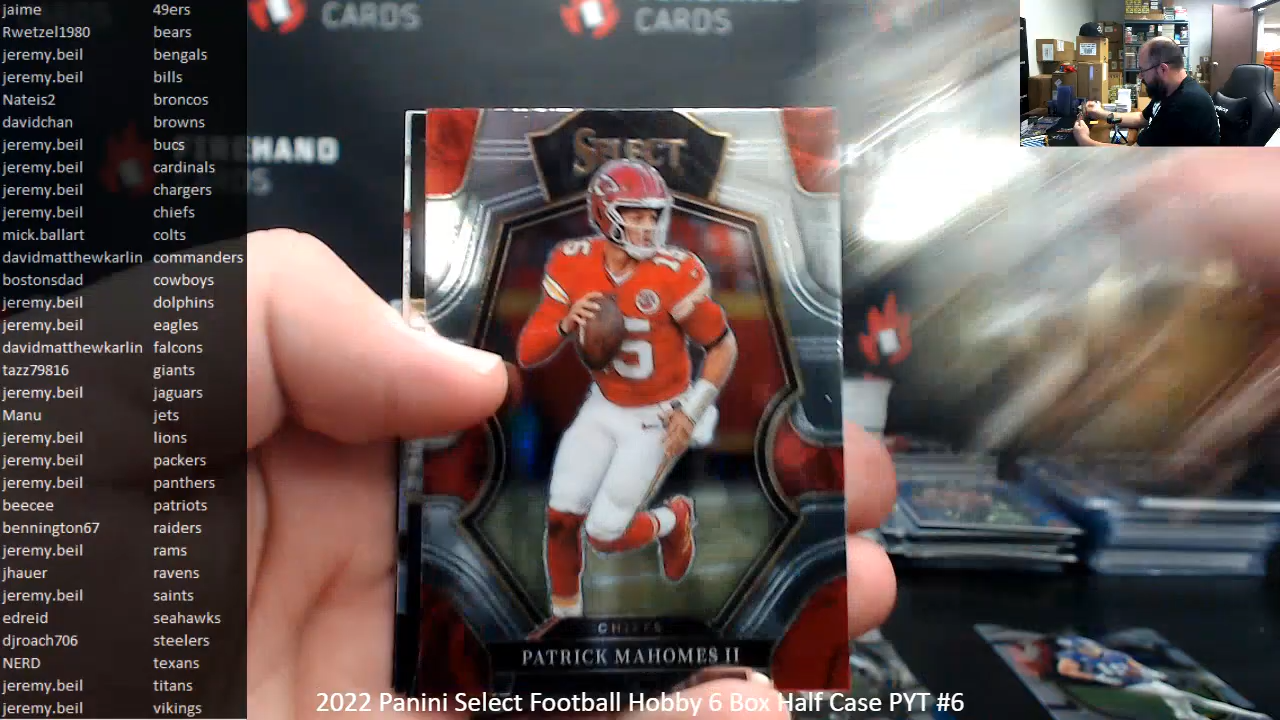 jaime 49ers
Rwetzel1980 bears
jeremy.beil bengals
jeremy.beil bills
Nateis2 broncos
davidchan browns
jeremy.beil bucs
jeremy.beil cardinals
jeremy.beil chargers
jeremy.beil chiefs
mick.ballart colts
davidmatthewkarlin commanders
bostonsdad cowboys
jeremy.beil dolphins
jeremy.beil eagles
davidmatthewkarlin falcons
tazz79816 giants
jeremy.beil jaguars
Manu jets
jeremy.beil lions
jeremy.beil packers
jeremy.beil panthers
beecee patriots
bennington67 raiders
jeremy.beil rams
jhauer ravens
jeremy.beil saints
edreid seahawks
djroach706 steelers
NERD texans
jeremy.beil titans
jeremy.beil vikings
CARDS
CARDS
SELECT
15
CHIEFS
PATRICK MAHOMES II
2022 Panini Select Football Hobby 6 Box Half Case PYT #6